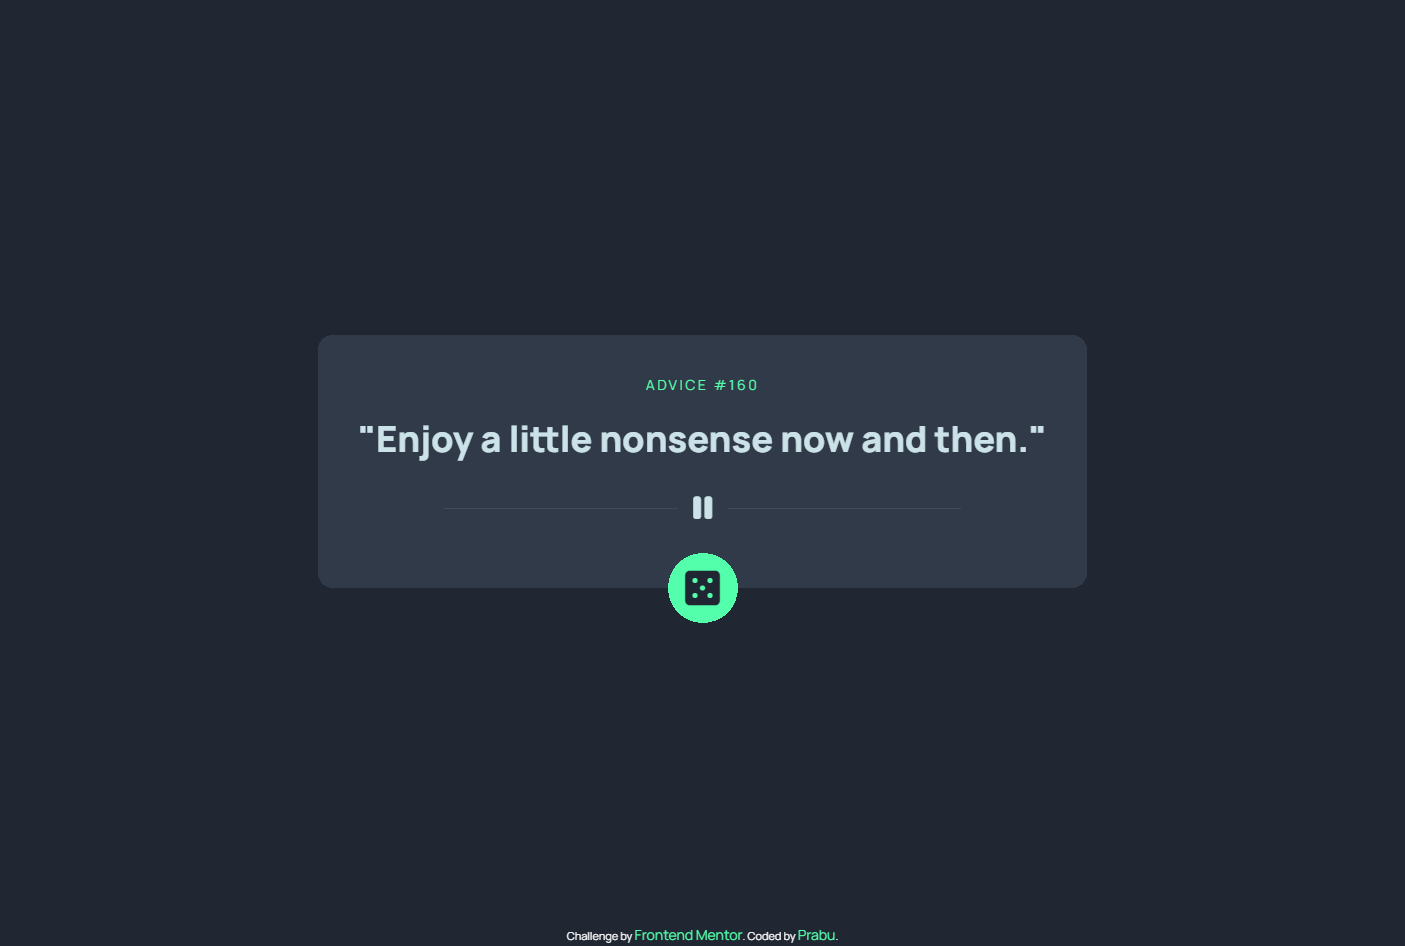 ADVICE #160
"Enjoy a little nonsense now and then."
Challenge by Frontend Mentor. Coded by Prabu.